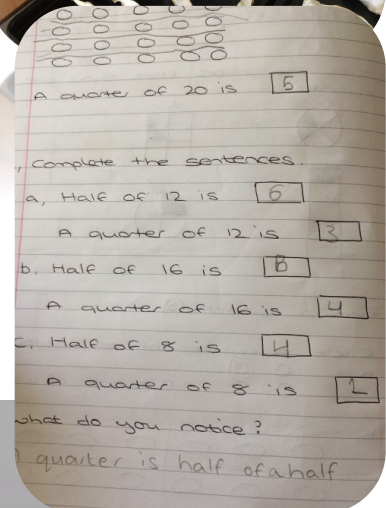 A quarter of 20 is 5
, Complete the sentences.
a, Half of 12 is 6
A quarter of 12 is 3
b, Half of 16 is 8
A quarter of 16 is 4
c, Half of 8 is 4
A quarter of 8 is
what do you notice?
A quarter is half of a half